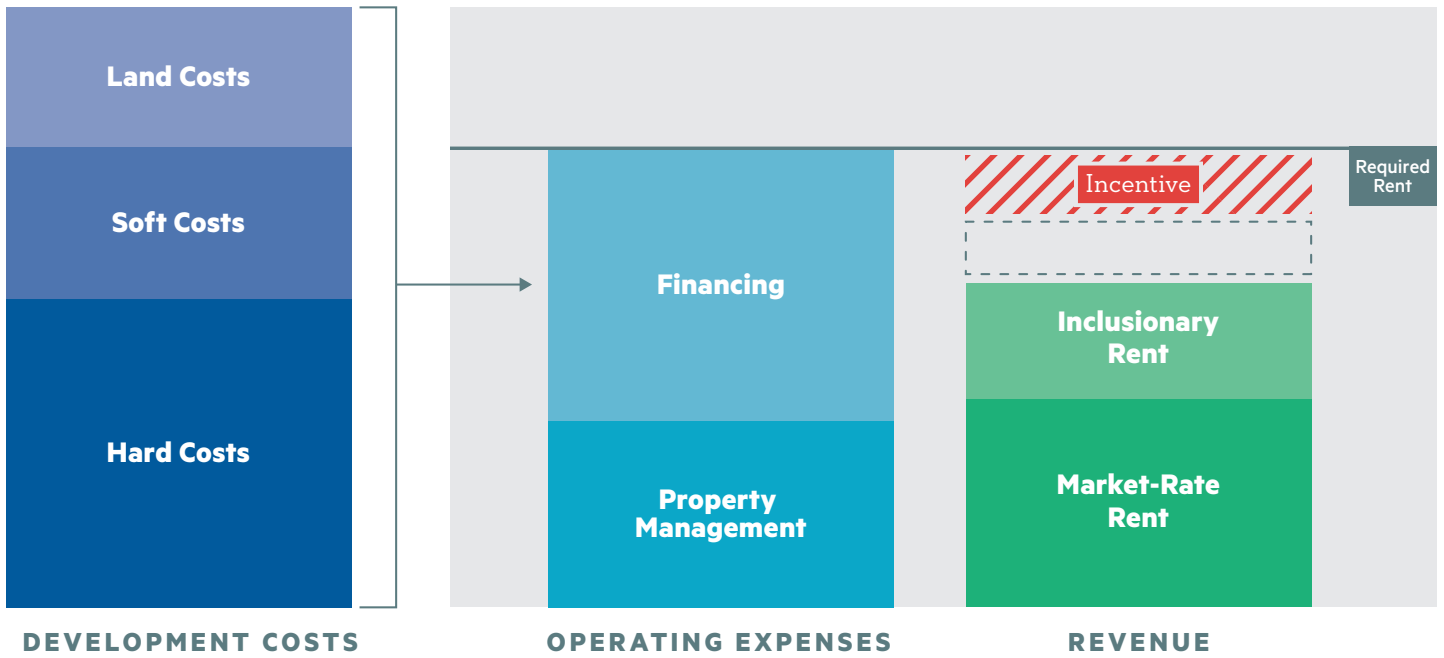 Land Costs
Soft Costs
Hard Costs
DEVELOPMENT COSTS
Financing
Property
Management
OPERATING EXPENSES
Incentive
Inclusionary
Rent
Market-Rate
Rent
REVENUE
Required
Rent